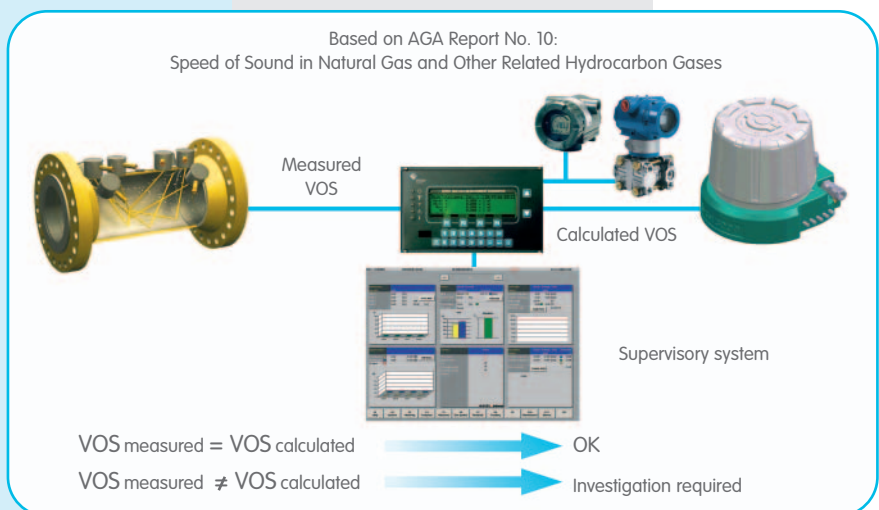 Based on AGA Report No. 10:
Speed of Sound in Natural Gas and Other Related Hydrocarbon Gases
Measured
VOS
Calculated VOS
Supervisory system
VOS measured = VOS calculated
OK
VOS measured ≠ VOS calculated
Investigation required